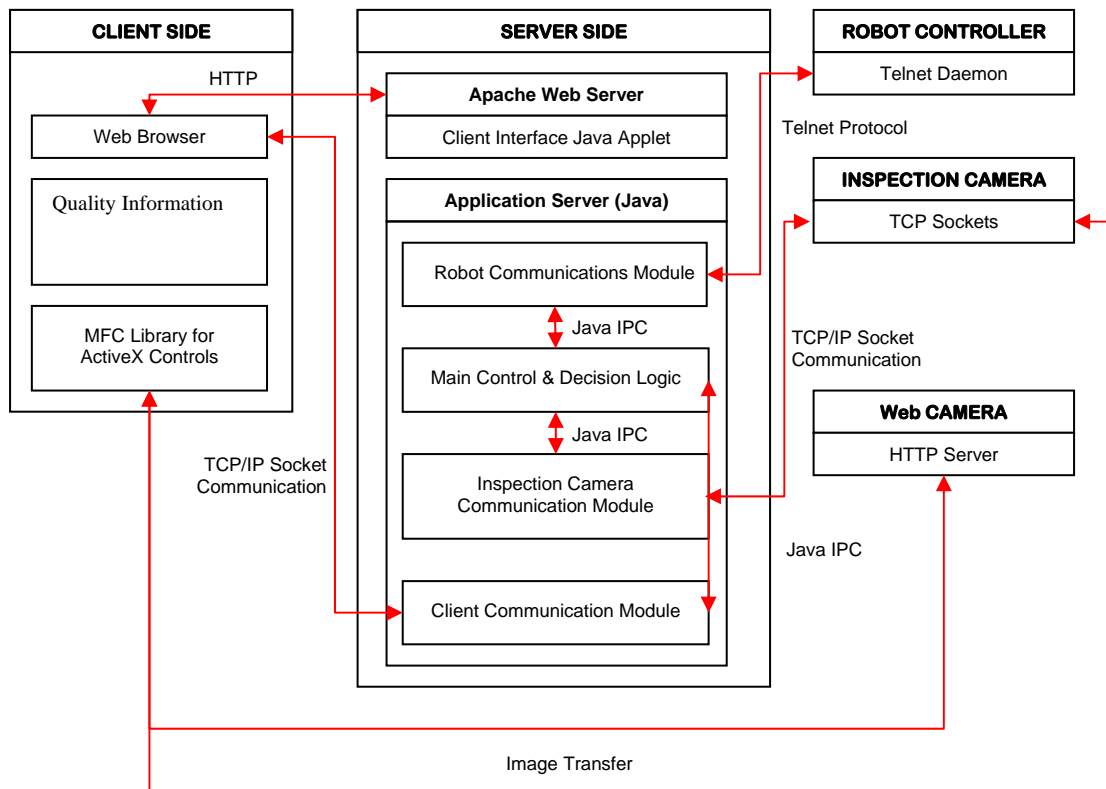 CLIENT SIDE
HTTP
Web Browser
Quality Information
MFC Library for
ActiveX Controls
TCP/IP Socket
Communication
SERVER SIDE
Apache Web Server
Client Interface Java Applet
Application Server (Java)
Robot Communications Module
Java IPC
Main Control & Decision Logic
Java IPC
Inspection Camera
Communication Module
Client Communication Module
ROBOT CONTROLLER
Telnet Daemon
Telnet Protocol
INSPECTION CAMERA
TCP Sockets
TCP/IP Socket
Communication
Web CAMERA
HTTP Server
Java IPC
Image Transfer